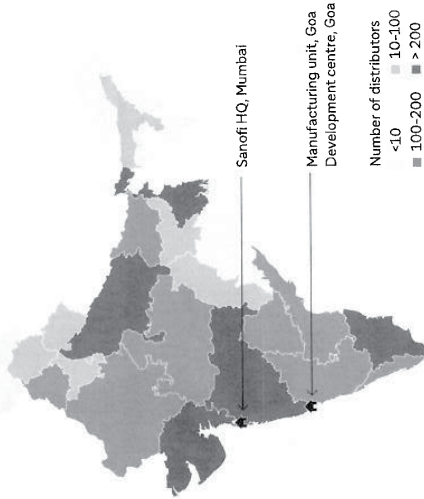 Sanofi HQ, Mumbai
Manufacturing unit, Goa
Development centre, Goa
Number of distributors
<10
10-100
100-200
> 200